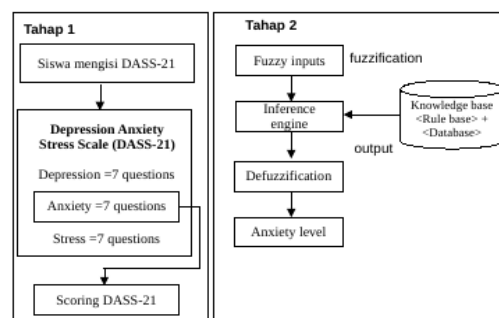 Tahap 1
Siswa mengisi DASS-21
Depression Anxiety
Stress Scale (DASS-21)
Depression =7 questions
Anxiety =7 questions
Stress =7 questions
Scoring DASS-21
Tahap 2
Fuzzy inputs
fuzzification
Inference
engine
Knowledge base
<Rule base> +
<Database>
output
Defuzzification
Anxiety level